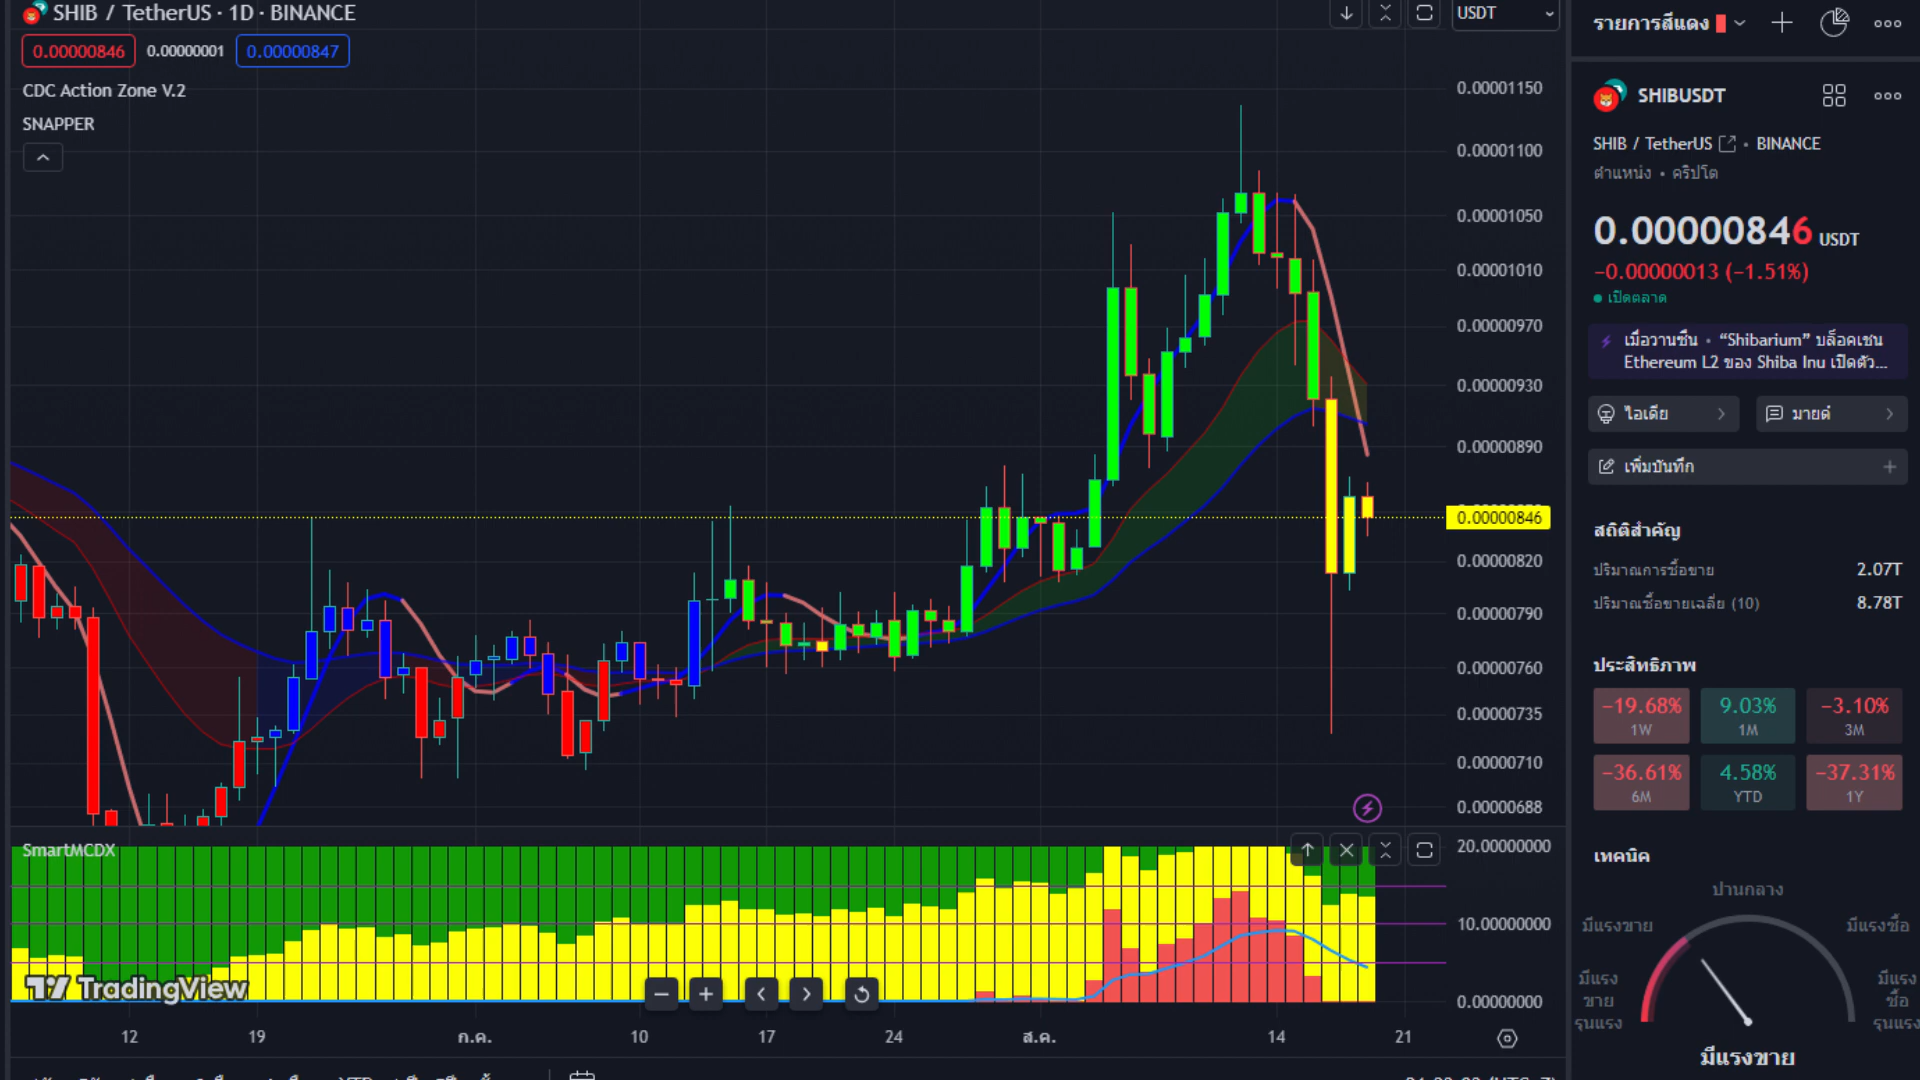 SHIB / TetherUS · 1D · BINANCE
0.00000846 0.00000001 0.00000847
CDC Action Zone V.2
SNAPPER
USDT
0.00001150
0.00001100
0.00001050
0.00001010
0.00000970
0.00000930
0.00000890
0.00000846
0.00000820
0.00000790
0.00000760
0.00000735
0.00000710
0.00000688
SmartMCDX
20.00000000
10.00000000
0.00000000
TradingView
12 19 ก.ค. 10 17 24 ส.ค. 14 21
รายการสีแดง
SHIBUSDT
SHIB / TetherUS • BINANCE
ตำแหน่ง • คริปโต
0.00000846 USDT
−0.00000013 (−1.51%)
เปิดตลาด
เมื่อวานซืน • “Shibarium” บล็อคเชน
Ethereum L2 ของ Shiba Inu เปิดตัว...
ไอเดีย มายด์
เพิ่มบันทึก
สถิติสำคัญ
ปริมาณการซื้อขาย 2.07T
ปริมาณซื้อขายเฉลี่ย (10) 8.78T
ประสิทธิภาพ
−19.68% 9.03% −3.10%
1W 1M 3M
−36.61% 4.58% −37.31%
6M YTD 1Y
เทคนิค
ปานกลาง
มีแรงขาย มีแรงซื้อ
มีแรง มีแรง
ขาย ซื้อ
รุนแรง รุนแรง
มีแรงขาย